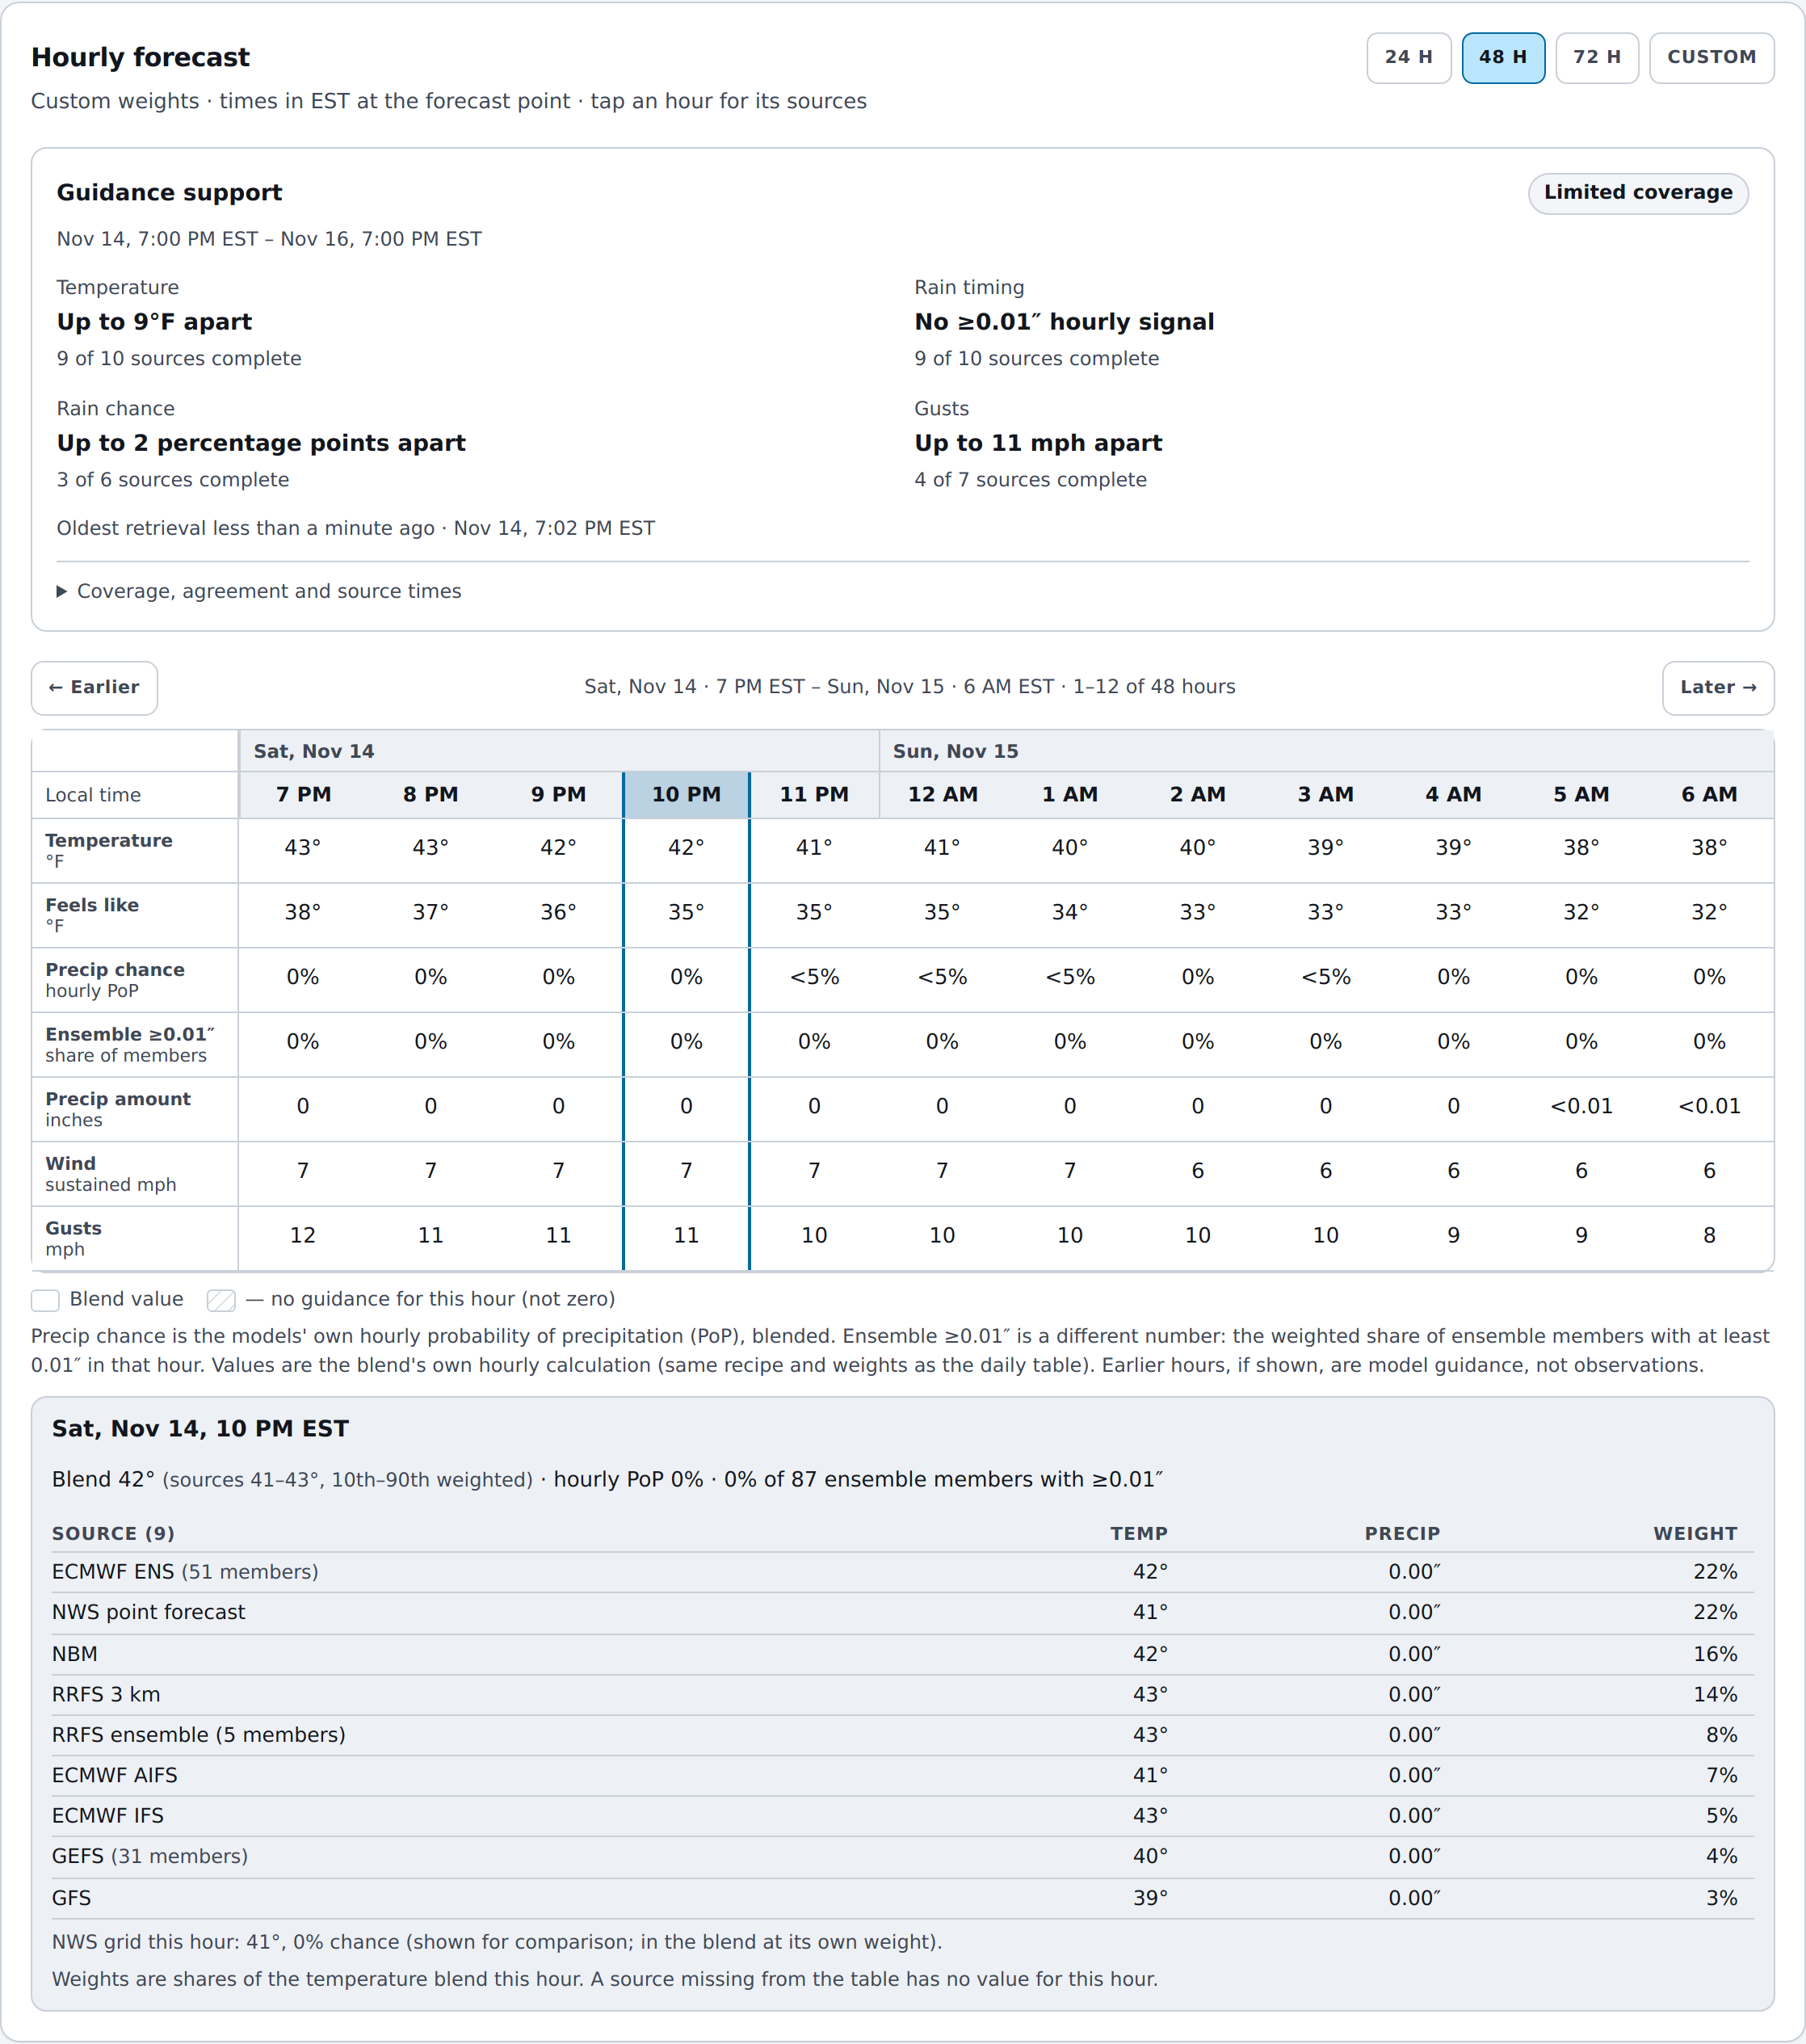 Hourly forecast
24 H 48 H 72 H CUSTOM
Custom weights · times in EST at the forecast point · tap an hour for its sources
Guidance support
Limited coverage
Nov 14, 7:00 PM EST – Nov 16, 7:00 PM EST
Temperature
Up to 9°F apart
9 of 10 sources complete
Rain timing
No ≥0.01″ hourly signal
9 of 10 sources complete
Rain chance
Up to 2 percentage points apart
3 of 6 sources complete
Gusts
Up to 11 mph apart
4 of 7 sources complete
Oldest retrieval less than a minute ago · Nov 14, 7:02 PM EST
▶ Coverage, agreement and source times
← Earlier
Sat, Nov 14 · 7 PM EST – Sun, Nov 15 · 6 AM EST · 1–12 of 48 hours
Later →
Sat, Nov 14 Sun, Nov 15
Local time 7 PM 8 PM 9 PM 10 PM 11 PM 12 AM 1 AM 2 AM 3 AM 4 AM 5 AM 6 AM
Temperature
°F
43° 43° 42° 42° 41° 41° 40° 40° 39° 39° 38° 38°
Feels like
°F
38° 37° 36° 35° 35° 35° 34° 33° 33° 33° 32° 32°
Precip chance
hourly PoP
0% 0% 0% 0% <5% <5% <5% 0% <5% 0% 0% 0%
Ensemble ≥0.01″
share of members
0% 0% 0% 0% 0% 0% 0% 0% 0% 0% 0% 0%
Precip amount
inches
0 0 0 0 0 0 0 0 0 0 <0.01 <0.01
Wind
sustained mph
7 7 7 7 7 7 7 6 6 6 6 6
Gusts
mph
12 11 11 11 10 10 10 10 10 9 9 8
Blend value — no guidance for this hour (not zero)
Precip chance is the models' own hourly probability of precipitation (PoP), blended. Ensemble ≥0.01″ is a different number: the weighted share of ensemble members with at least
0.01″ in that hour. Values are the blend's own hourly calculation (same recipe and weights as the daily table). Earlier hours, if shown, are model guidance, not observations.
Sat, Nov 14, 10 PM EST
Blend 42° (sources 41–43°, 10th–90th weighted) · hourly PoP 0% · 0% of 87 ensemble members with ≥0.01″
SOURCE (9) TEMP PRECIP WEIGHT
ECMWF ENS (51 members) 42° 0.00″ 22%
NWS point forecast 41° 0.00″ 22%
NBM 42° 0.00″ 16%
RRFS 3 km 43° 0.00″ 14%
RRFS ensemble (5 members) 43° 0.00″ 8%
ECMWF AIFS 41° 0.00″ 7%
ECMWF IFS 43° 0.00″ 5%
GEFS (31 members) 40° 0.00″ 4%
GFS 39° 0.00″ 3%
NWS grid this hour: 41°, 0% chance (shown for comparison; in the blend at its own weight).
Weights are shares of the temperature blend this hour. A source missing from the table has no value for this hour.